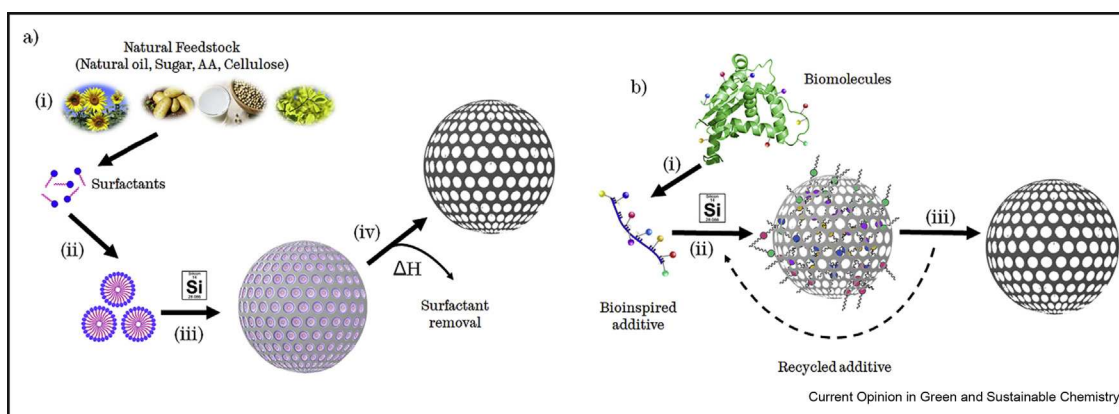 a)
Natural Feedstock
(Natural oil, Sugar, AA, Cellulose)
(i)
Surfactants
(ii)
Si
(iii)
(iv)
ΔH
Surfactant
removal
b)
Biomolecules
(i)
Si
(ii)
(iii)
Bioinspired
additive
Recycled additive
Current Opinion in Green and Sustainable Chemistry